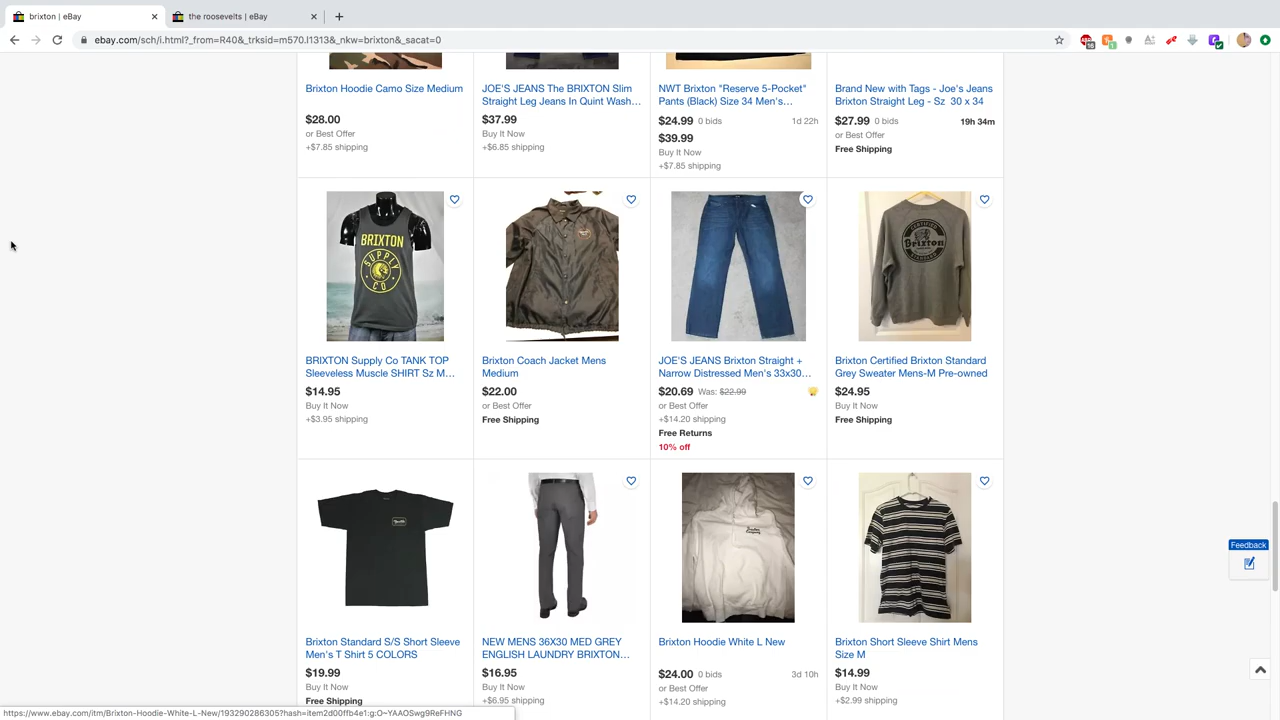 brixton | eBay
the roosevelts | eBay
ebay.com/sch/i.html?_from=R40&_trksid=m570.l1313&_nkw=brixton&_sacat=0
Brixton Hoodie Camo Size Medium
$28.00
or Best Offer
+$7.85 shipping
JOE'S JEANS The BRIXTON Slim
Straight Leg Jeans In Quint Wash…
$37.99
Buy It Now
+$6.85 shipping
NWT Brixton "Reserve 5-Pocket"
Pants (Black) Size 34 Men's…
$24.99 0 bids 1d 22h
$39.99
Buy It Now
+$7.85 shipping
Brand New with Tags - Joe's Jeans
Brixton Straight Leg - Sz 30 x 34
$27.99 0 bids 19h 34m
or Best Offer
Free Shipping
BRIXTON
SUPPLY
CO
BRIXTON Supply Co TANK TOP
Sleeveless Muscle SHIRT Sz M…
$14.95
Buy It Now
+$3.95 shipping
Brixton Coach Jacket Mens
Medium
$22.00
or Best Offer
Free Shipping
JOE'S JEANS Brixton Straight +
Narrow Distressed Men's 33x30…
$20.69 Was: $22.99
or Best Offer
+$14.20 shipping
Free Returns
10% off
CERTIFIED
Brixton
STANDARD
Brixton Certified Brixton Standard
Grey Sweater Mens-M Pre-owned
$24.95
Buy It Now
Free Shipping
Brixton Standard S/S Short Sleeve
Men's T Shirt 5 COLORS
$19.99
Buy It Now
Free Shipping
NEW MENS 36X30 MED GREY
ENGLISH LAUNDRY BRIXTON…
$16.95
Buy It Now
+$6.95 shipping
Brixton Hoodie White L New
$24.00 0 bids 3d 10h
or Best Offer
+$14.20 shipping
Brixton Short Sleeve Shirt Mens
Size M
$14.99
Buy It Now
+$2.99 shipping
Feedback
https://www.ebay.com/itm/Brixton-Hoodie-White-L-New/193290286305?hash=item2d00ffb4e1:g:O~YAAOSwg9ReFHNG